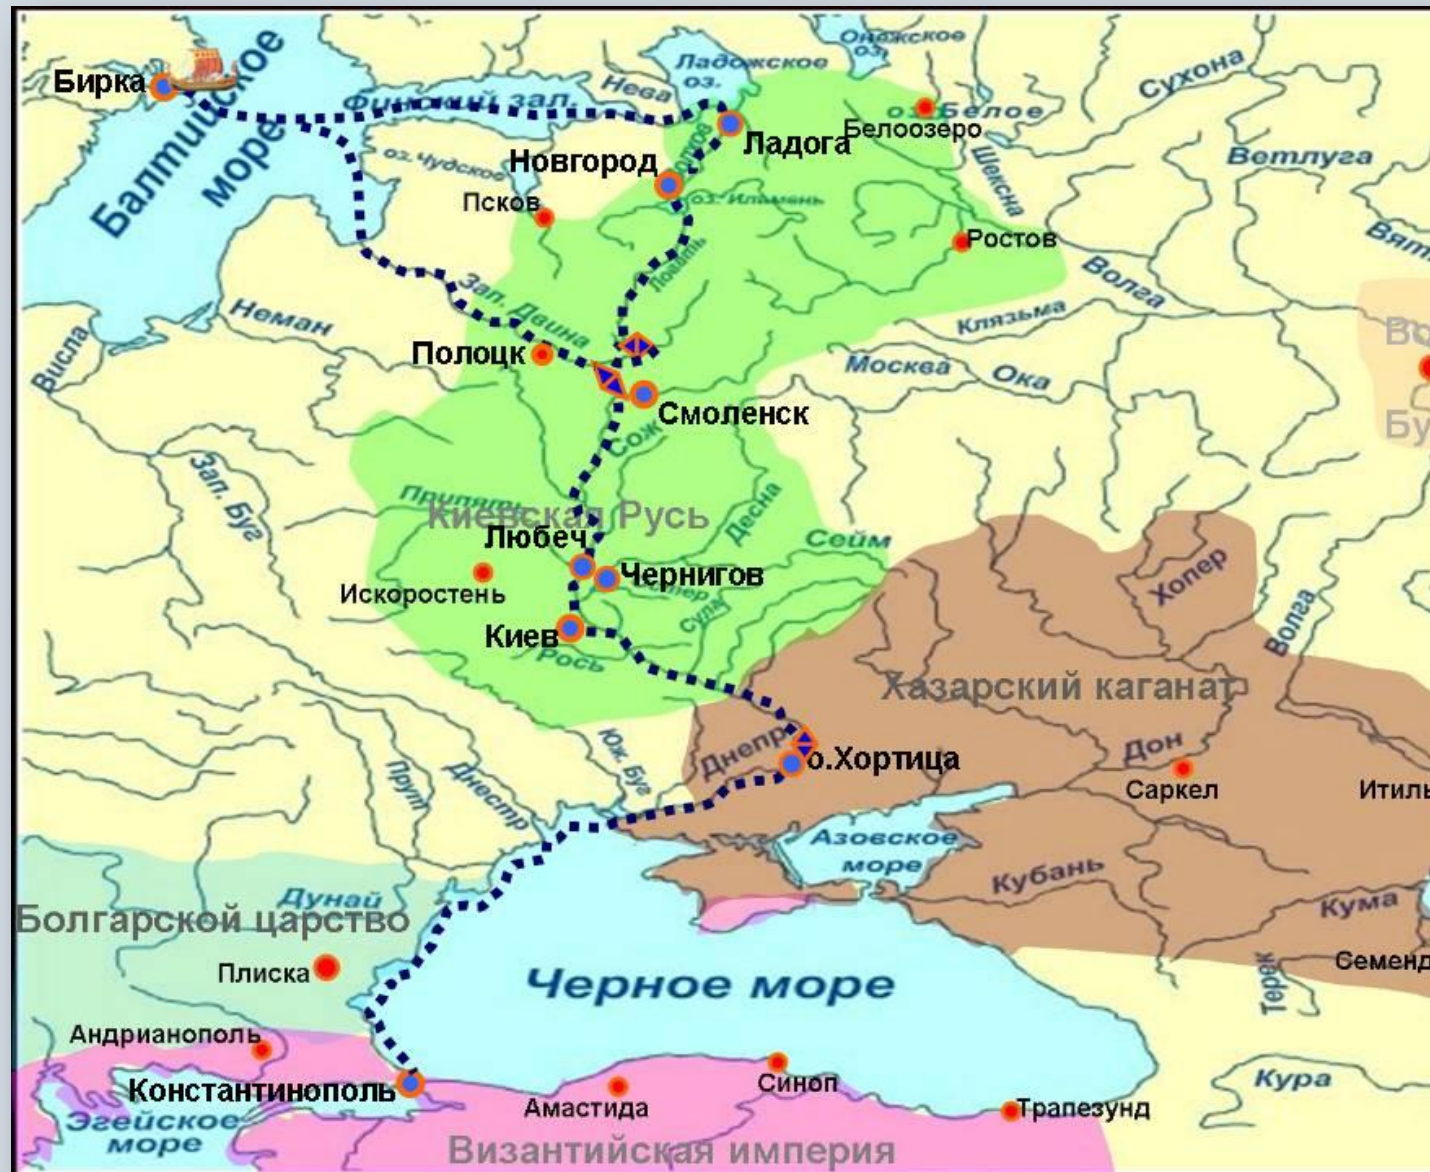 Бирка
Балтийское
море
Финский зал.
Нева
Ладожское
оз.
Онежское
оз.
Сухона
оз. Белое
Белоозеро
Ладога
Новгород
оз. Чудское
Псков
оз. Ильмень
Шексна
Ветлуга
Ростов
Ловать
Волга
Зап. Двина
Неман
Висла
Клязьма
Москва
Ока
Полоцк
Смоленск
Сож
Зап. Буг
Припять
Киевская Русь
Десна
Сейм
Любеч
Чернигов
Искоростень
Сула
Киев
Рось
Хопер
Волга
Хазарский каганат
Днепр
о.Хортица
Дон
Саркел
Юж. Буг
Прут
Днестр
Азовское
море
Кубань
Кума
Дунай
Болгарской царство
Плиска
Черное море
Терек
Андрианополь
Константинополь
Эгейское
море
Амастида
Синоп
Трапезунд
Кура
Византийская империя